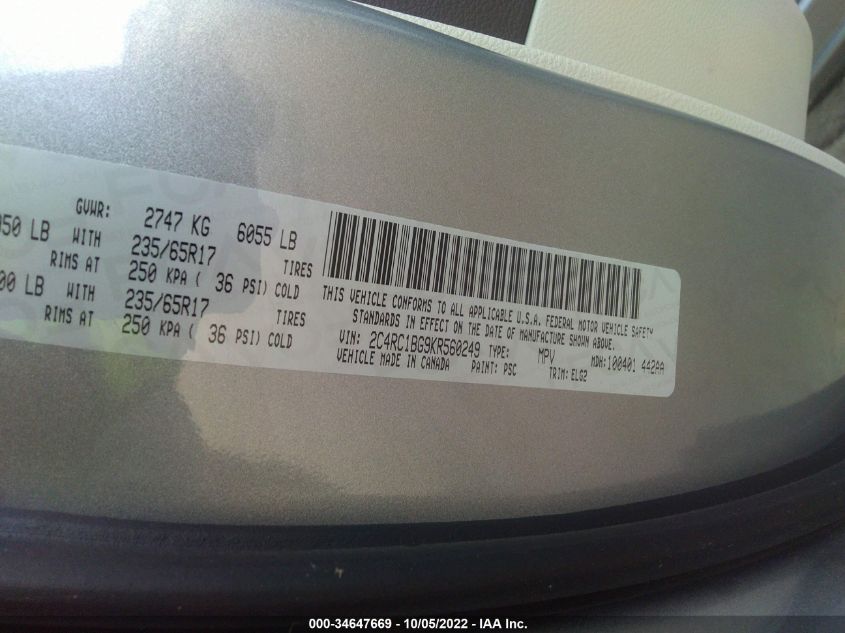 GVWR: 2747 KG 6055 LB
50 LB WITH 235/65R17 TIRES
RIMS AT 250 KPA ( 36 PSI) COLD
00 LB WITH 235/65R17 TIRES
RIMS AT 250 KPA ( 36 PSI) COLD
THIS VEHICLE CONFORMS TO ALL APPLICABLE U.S.A. FEDERAL MOTOR VEHICLE SAFETY
STANDARDS IN EFFECT ON THE DATE OF MANUFACTURE SHOWN ABOVE.
VIN: 2C4RC1BG9KR560249 TYPE: MPV MDH:100401 442AA
VEHICLE MADE IN CANADA PAINT: PSC TRIM: ELG2
000-34647669 - 10/05/2022 - IAA Inc.